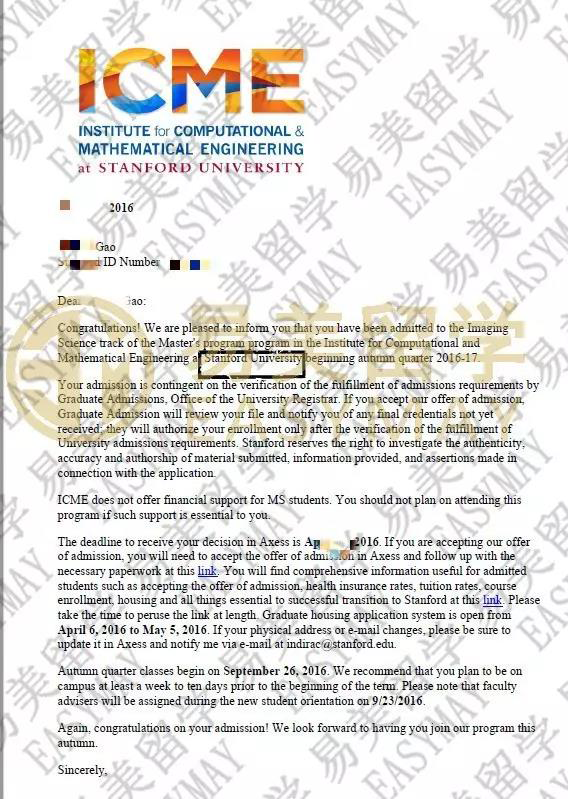 ICME
INSTITUTE for COMPUTATIONAL &
MATHEMATICAL ENGINEERING
at STANFORD UNIVERSITY
2016
Gao
ID Number
Dear Gao:
Congratulations! We are pleased to inform you that you have been admitted to the Imaging
Science track of the Master's program program in the Institute for Computational and
Mathematical Engineering at Stanford University beginning autumn quarter 2016-17.
Your admission is contingent on the verification of the fulfillment of admissions requirements by
Graduate Admissions, Office of the University Registrar. If you accept our offer of admission,
Graduate Admission will review your file and notify you of any final credentials not yet
received; they will authorize your enrollment only after the verification of the fulfillment of
University admissions requirements. Stanford reserves the right to investigate the authenticity,
accuracy and authorship of material submitted, information provided, and assertions made in
connection with the application.
ICME does not offer financial support for MS students. You should not plan on attending this
program if such support is essential to you.
The deadline to receive your decision in Axess is 2016. If you are accepting our offer
of admission, you will need to accept the offer of admission in Axess and follow up with the
necessary paperwork at this link. You will find comprehensive information useful for admitted
students such as accepting the offer of admission, health insurance rates, tuition rates, course
enrollment, housing and all things essential to successful transition to Stanford at this link. Please
take the time to peruse the link at length. Graduate housing application system is open from
April 6, 2016 to May 5, 2016. If your physical address or e-mail changes, please be sure to
update it in Axess and notify me via e-mail at indirac@stanford.edu.
Autumn quarter classes begin on September 26, 2016. We recommend that you plan to be on
campus at least a week to ten days prior to the beginning of the term. Please note that faculty
advisers will be assigned during the new student orientation on 9/23/2016.
Again, congratulations on your admission! We look forward to having you join our program this
autumn.
Sincerely,
易美留学
EASYMAY